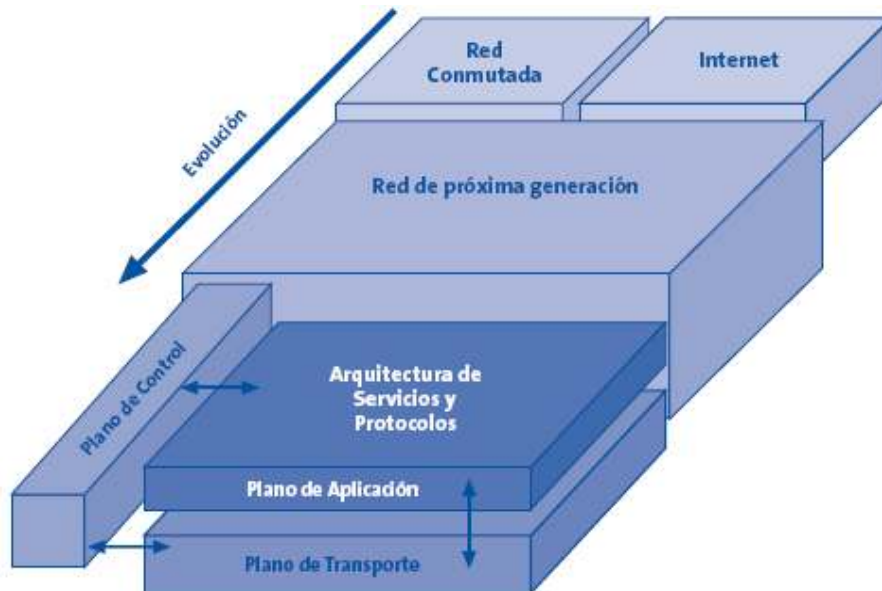 Red
Conmutada
Internet
Evolución
Red de próxima generación
Plano de Control
Arquitectura de
Servicios y
Protocolos
Plano de Aplicación
Plano de Transporte